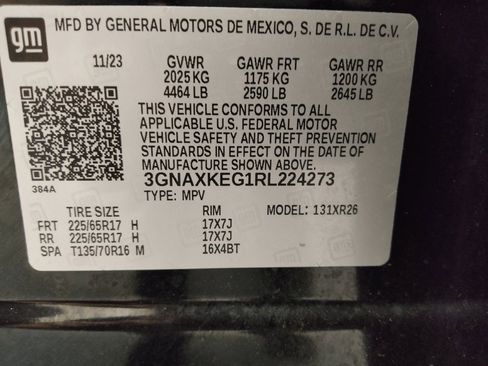 gm
MFD BY GENERAL MOTORS DE MEXICO, S. DE R.L. DE C.V.
11/23 GVWR GAWR FRT GAWR RR
2025 KG 1175 KG 1200 KG
4464 LB 2590 LB 2645 LB
THIS VEHICLE CONFORMS TO ALL
APPLICABLE U.S. FEDERAL MOTOR
VEHICLE SAFETY AND THEFT PREVENTION
STANDARDS IN EFFECT ON THE DATE OF
MANUFACTURE SHOWN ABOVE.
384A
3GNAXKEG1RL224273
TYPE: MPV
TIRE SIZE RIM MODEL: 131XR26
FRT 225/65R17 H 17X7J
RR 225/65R17 H 17X7J
SPA T135/70R16 M 16X4BT